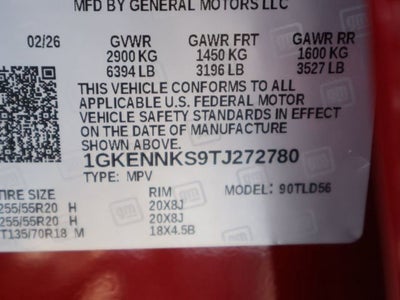 MFD BY GENERAL MOTORS LLC
02/26 GVWR GAWR FRT GAWR RR
2900 KG 1450 KG 1600 KG
6394 LB 3196 LB 3527 LB
THIS VEHICLE CONFORMS TO ALL
APPLICABLE U.S. FEDERAL MOTOR
VEHICLE SAFETY STANDARDS IN EFFECT
ON THE DATE OF MANUFACTURE
SHOWN ABOVE.
1GKENNKS9TJ272780
TYPE: MPV MODEL: 90TLD56
TIRE SIZE RIM
255/55R20 H 20X8J
255/55R20 H 20X8J
T135/70R18 M 18X4.5B